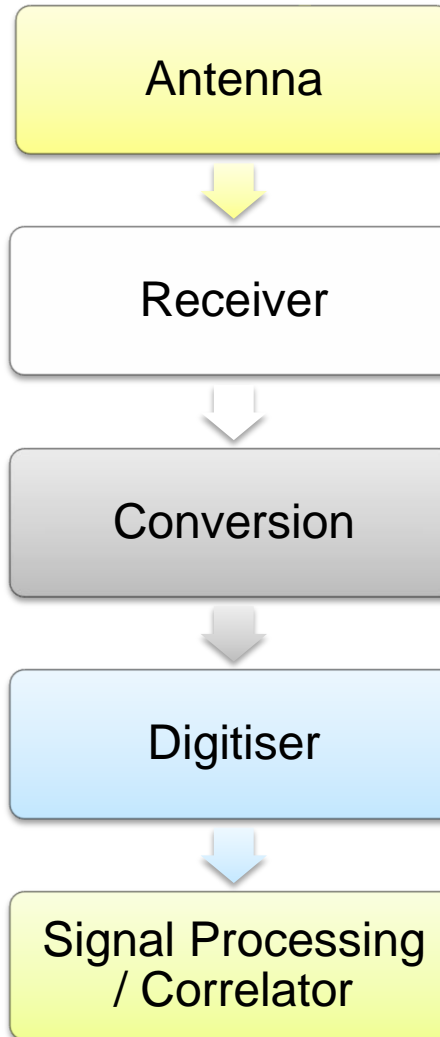 Antenna
Receiver
Conversion
Digitiser
Signal Processing
/ Correlator